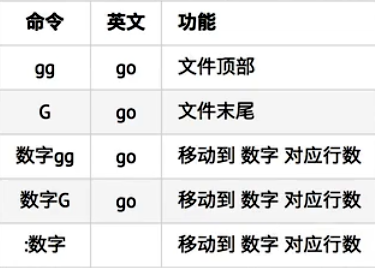 命令 英文 功能
gg go 文件顶部
G go 文件末尾
数字gg go 移动到 数字 对应行数
数字G go 移动到 数字 对应行数
:数字 移动到 数字 对应行数